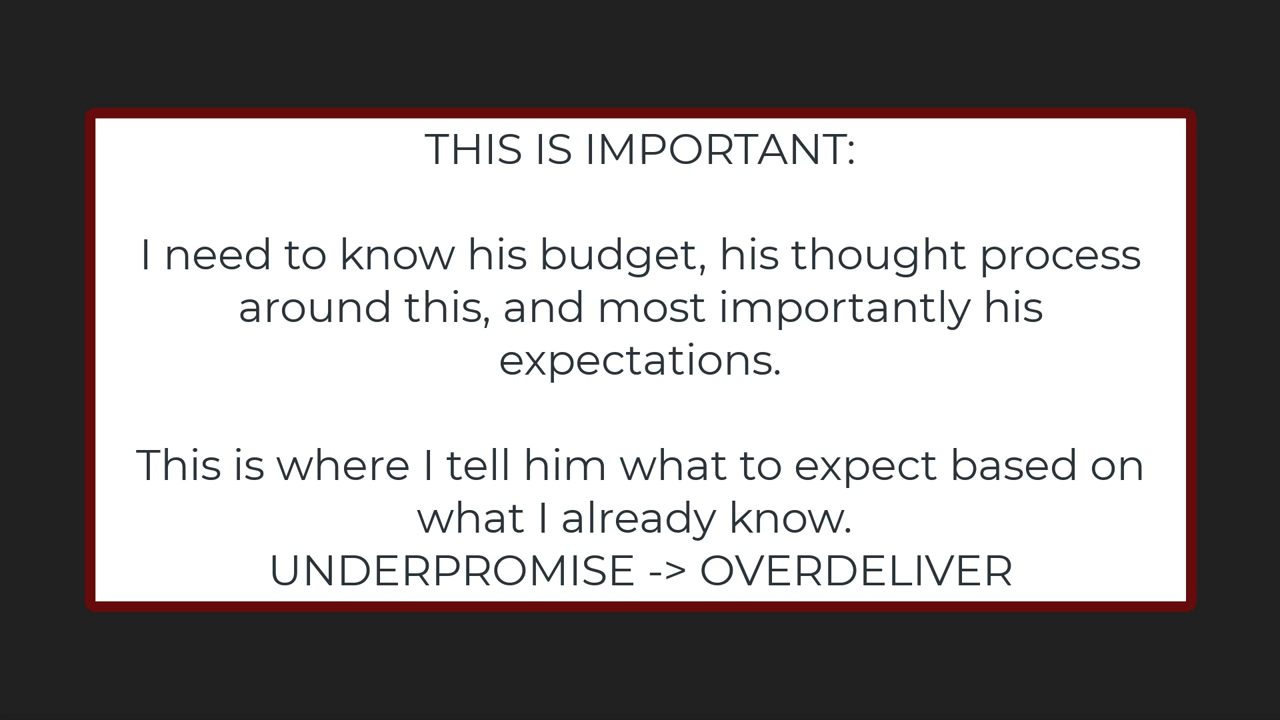 THIS IS IMPORTANT:
I need to know his budget, his thought process
around this, and most importantly his
expectations.
This is where I tell him what to expect based on
what I already know.
UNDERPROMISE -> OVERDELIVER